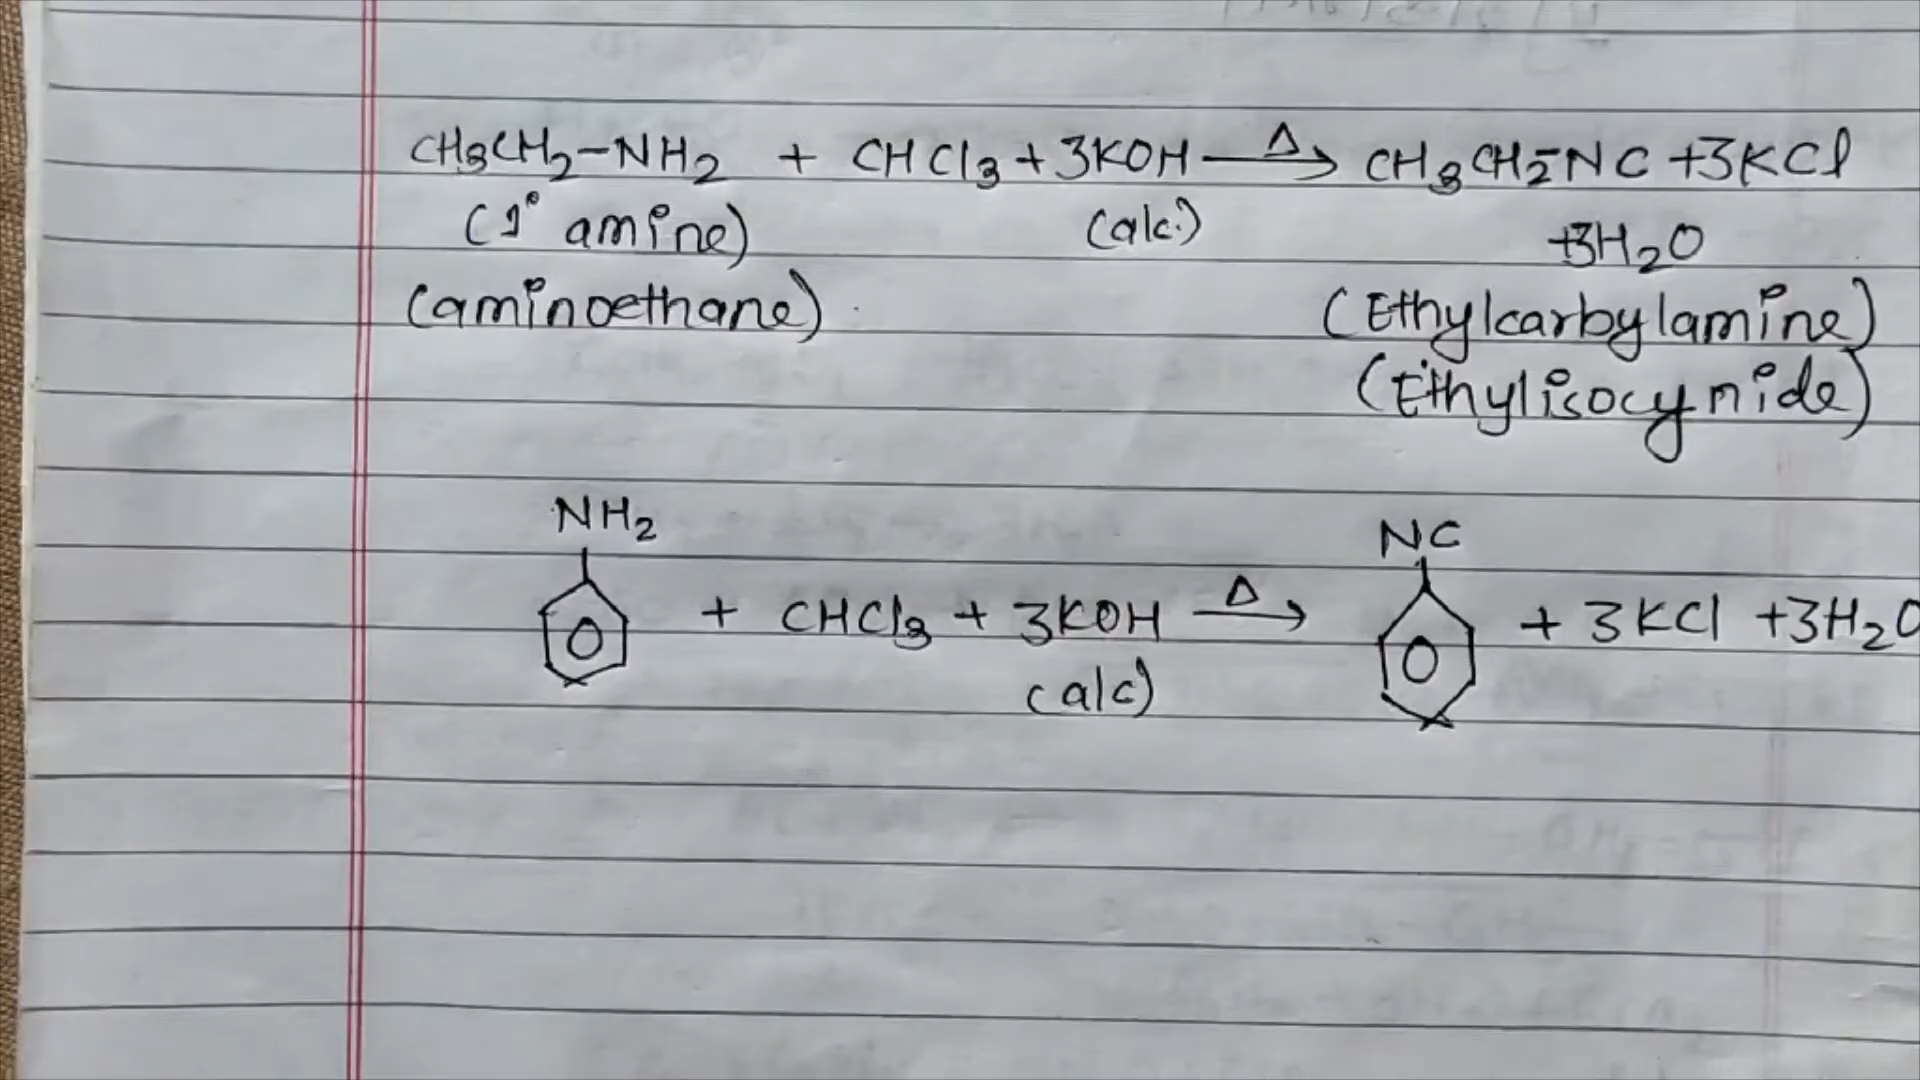 CH3CH2-NH2 + CHCl3 + 3KOH —Δ→ CH3CH2-NC +3KCl
(1° amine) (alc.) +3H2O
(aminoethane) (Ethylcarbylamine)
(Ethylisocynide)
NH2 NC
+ CHCl3 + 3KOH —Δ→ + 3KCl +3H2O
(alc)